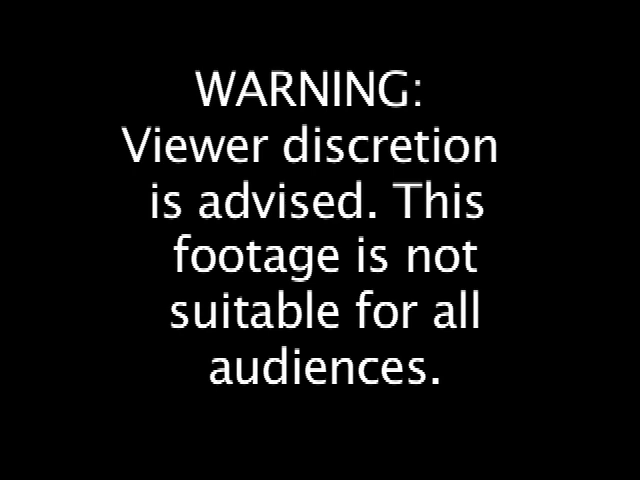 WARNING:
Viewer discretion
is advised. This
footage is not
suitable for all
audiences.